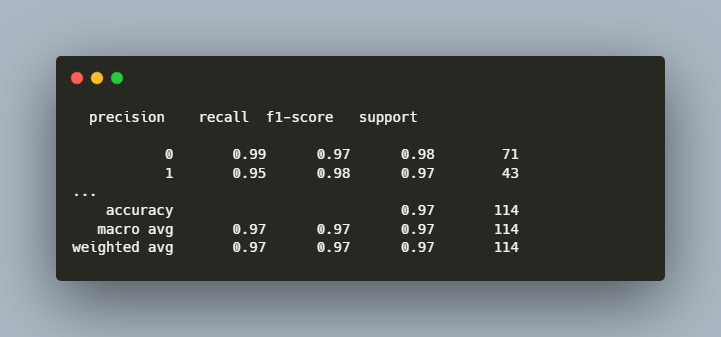 precision    recall  f1-score   support
0       0.99      0.97      0.98        71
1       0.95      0.98      0.97        43
...
accuracy                           0.97       114
macro avg       0.97      0.97      0.97       114
weighted avg       0.97      0.97      0.97       114